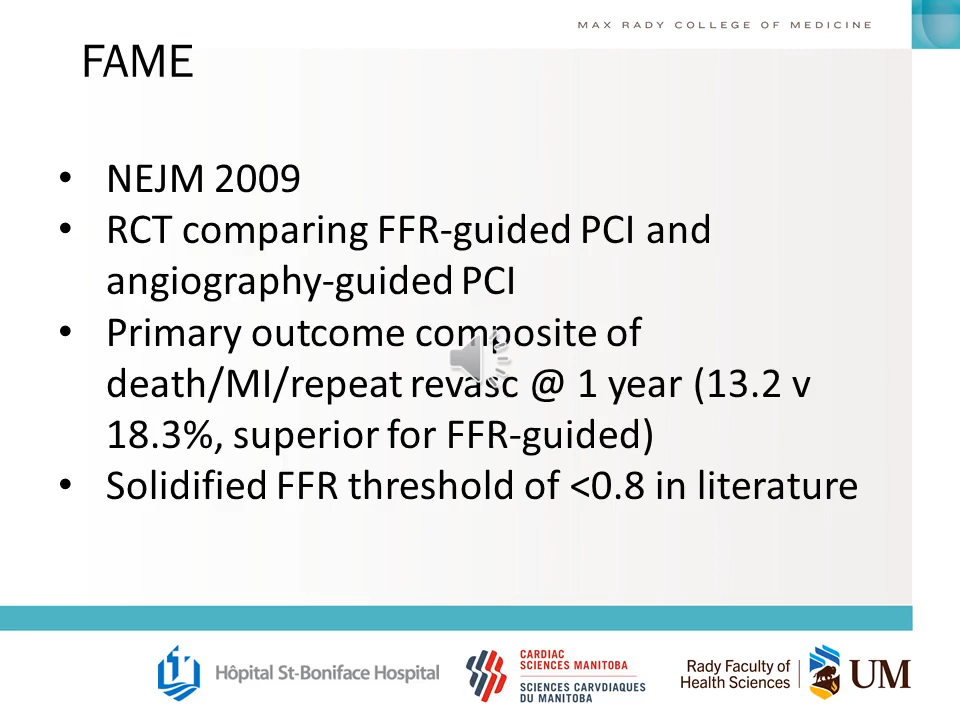 MAX RADY COLLEGE OF MEDICINE
FAME
• NEJM 2009
• RCT comparing FFR-guided PCI and
angiography-guided PCI
• Primary outcome composite of
death/MI/repeat revasc @ 1 year (13.2 v
18.3%, superior for FFR-guided)
• Solidified FFR threshold of <0.8 in literature
Hôpital St-Boniface Hospital
CARDIAC
SCIENCES MANITOBA
SCIENCES CARVDIAQUES
DU MANITOBA
Rady Faculty of
Health Sciences
UM